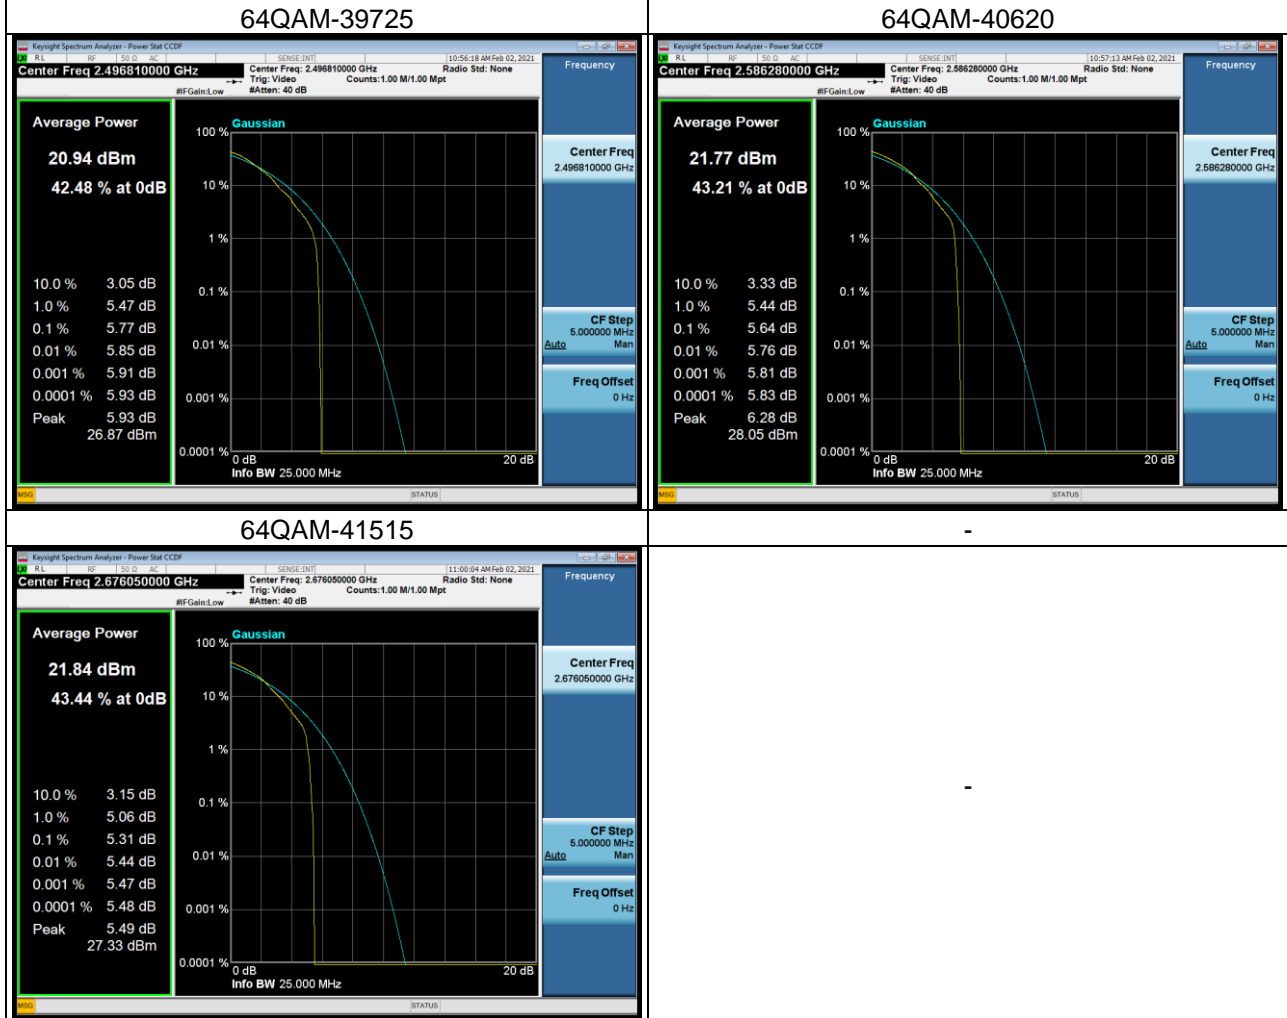 64QAM-39725
64QAM-40620
Keysight Spectrum Analyzer - Power Stat CCDF
RL RF 50 Ω AC SENSE:INT 10:56:18 AM Feb 02, 2021
Center Freq 2.496810000 GHz
Center Freq: 2.496810000 GHz Radio Std: None
Trig: Video Counts:1.00 M/1.00 Mpt
#IFGain:Low #Atten: 40 dB
Average Power
20.94 dBm
42.48 % at 0dB
10.0 % 3.05 dB
1.0 % 5.47 dB
0.1 % 5.77 dB
0.01 % 5.85 dB
0.001 % 5.91 dB
0.0001 % 5.93 dB
Peak 5.93 dB
26.87 dBm
Gaussian
100 %
10 %
1 %
0.1 %
0.01 %
0.001 %
0.0001 %
0 dB 20 dB
Info BW 25.000 MHz
Frequency
Center Freq
2.496810000 GHz
CF Step
5.000000 MHz
Auto Man
Freq Offset
0 Hz
MSG STATUS
Keysight Spectrum Analyzer - Power Stat CCDF
RL RF 50 Ω AC SENSE:INT 10:57:13 AM Feb 02, 2021
Center Freq 2.586280000 GHz
Center Freq: 2.586280000 GHz Radio Std: None
Trig: Video Counts:1.00 M/1.00 Mpt
#IFGain:Low #Atten: 40 dB
Average Power
21.77 dBm
43.21 % at 0dB
10.0 % 3.33 dB
1.0 % 5.44 dB
0.1 % 5.64 dB
0.01 % 5.76 dB
0.001 % 5.81 dB
0.0001 % 5.83 dB
Peak 6.28 dB
28.05 dBm
Gaussian
100 %
10 %
1 %
0.1 %
0.01 %
0.001 %
0.0001 %
0 dB 20 dB
Info BW 25.000 MHz
Frequency
Center Freq
2.586280000 GHz
CF Step
5.000000 MHz
Auto Man
Freq Offset
0 Hz
MSG STATUS
64QAM-41515
-
Keysight Spectrum Analyzer - Power Stat CCDF
RL RF 50 Ω AC SENSE:INT 11:00:04 AM Feb 02, 2021
Center Freq 2.676050000 GHz
Center Freq: 2.676050000 GHz Radio Std: None
Trig: Video Counts:1.00 M/1.00 Mpt
#IFGain:Low #Atten: 40 dB
Average Power
21.84 dBm
43.44 % at 0dB
10.0 % 3.15 dB
1.0 % 5.06 dB
0.1 % 5.31 dB
0.01 % 5.44 dB
0.001 % 5.47 dB
0.0001 % 5.48 dB
Peak 5.49 dB
27.33 dBm
Gaussian
100 %
10 %
1 %
0.1 %
0.01 %
0.001 %
0.0001 %
0 dB 20 dB
Info BW 25.000 MHz
Frequency
Center Freq
2.676050000 GHz
CF Step
5.000000 MHz
Auto Man
Freq Offset
0 Hz
MSG STATUS
-